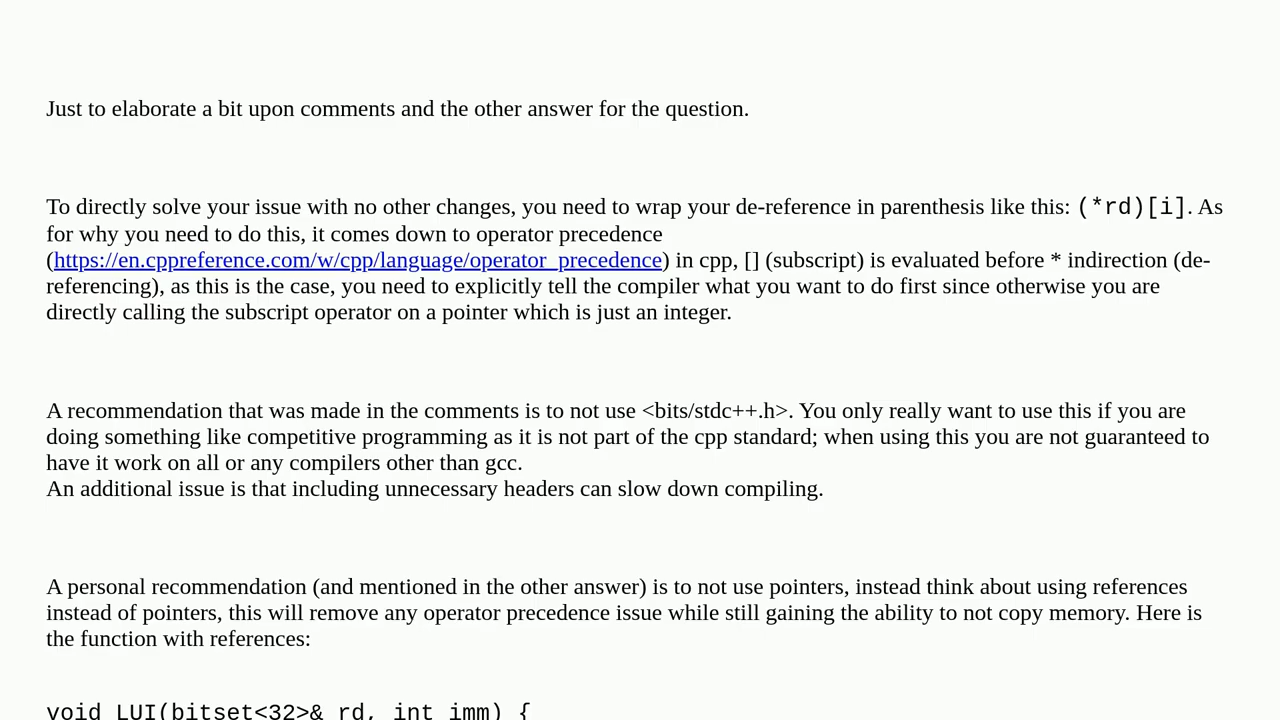 Just to elaborate a bit upon comments and the other answer for the question.
To directly solve your issue with no other changes, you need to wrap your de-reference in parenthesis like this: (*rd)[i]. As
for why you need to do this, it comes down to operator precedence
(https://en.cppreference.com/w/cpp/language/operator_precedence) in cpp, [] (subscript) is evaluated before * indirection (de-
referencing), as this is the case, you need to explicitly tell the compiler what you want to do first since otherwise you are
directly calling the subscript operator on a pointer which is just an integer.
A recommendation that was made in the comments is to not use <bits/stdc++.h>. You only really want to use this if you are
doing something like competitive programming as it is not part of the cpp standard; when using this you are not guaranteed to
have it work on all or any compilers other than gcc.
An additional issue is that including unnecessary headers can slow down compiling.
A personal recommendation (and mentioned in the other answer) is to not use pointers, instead think about using references
instead of pointers, this will remove any operator precedence issue while still gaining the ability to not copy memory. Here is
the function with references:
void LUI(bitset<32>& rd, int imm) {